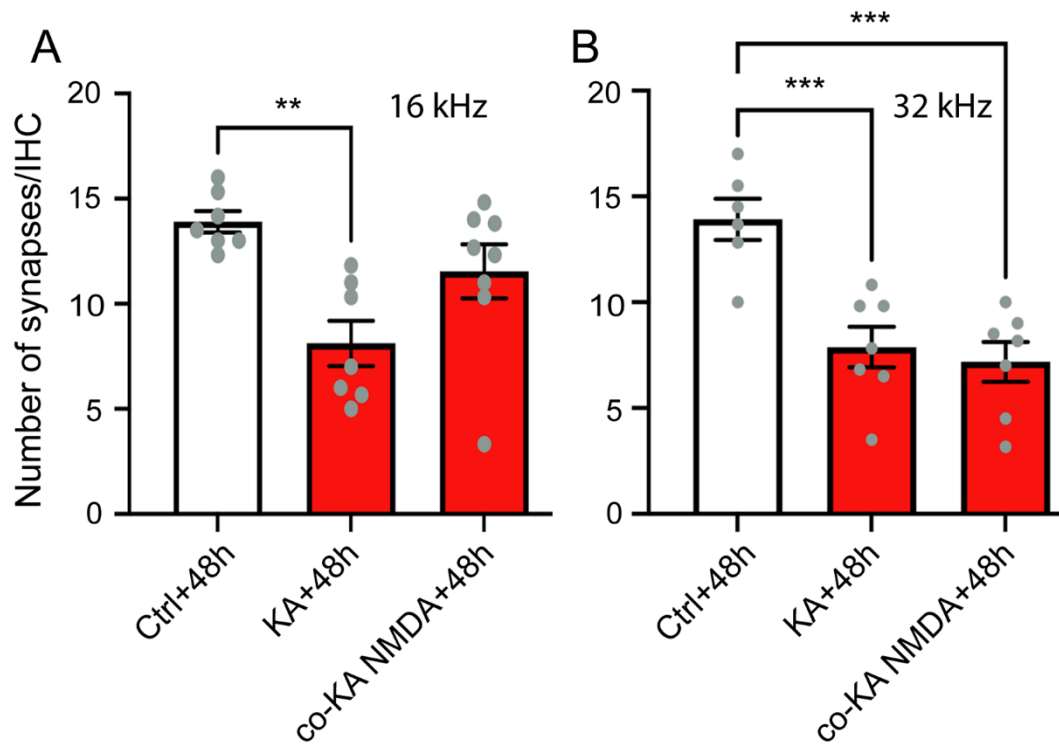 A
B
***
**
16 kHz
***
32 kHz
Number of synapses/IHC
20
15
10
5
0
20
15
10
5
0
Ctrl+48h
KA+48h
co-KA NMDA+48h
Ctrl+48h
KA+48h
co-KA NMDA+48h